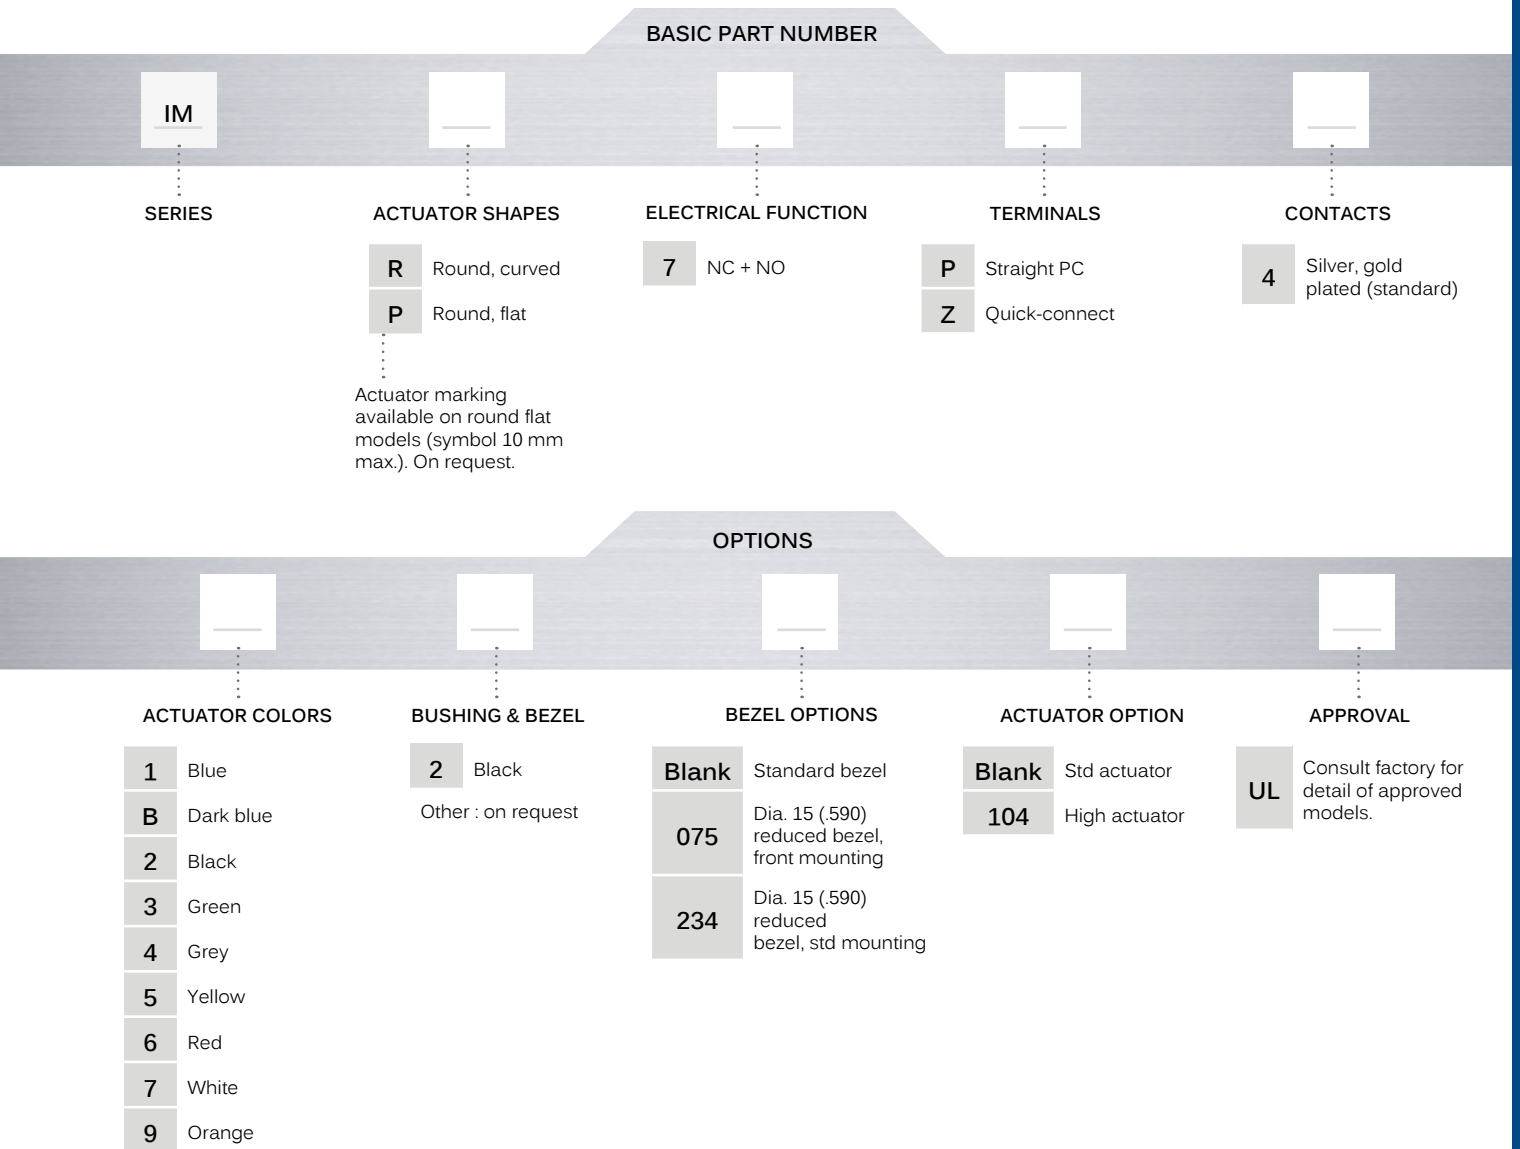 BASIC PART NUMBER
IM
SERIES
ACTUATOR SHAPES
R Round, curved
P Round, flat
Actuator marking
available on round flat
models (symbol 10 mm
max.). On request.
ELECTRICAL FUNCTION
7 NC + NO
TERMINALS
P Straight PC
Z Quick-connect
CONTACTS
4 Silver, gold
plated (standard)
OPTIONS
ACTUATOR COLORS
1 Blue
B Dark blue
2 Black
3 Green
4 Grey
5 Yellow
6 Red
7 White
9 Orange
BUSHING & BEZEL
2 Black
Other : on request
BEZEL OPTIONS
Blank Standard bezel
075 Dia. 15 (.590)
reduced bezel,
front mounting
234 Dia. 15 (.590)
reduced
bezel, std mounting
ACTUATOR OPTION
Blank Std actuator
104 High actuator
APPROVAL
UL Consult factory for
detail of approved
models.